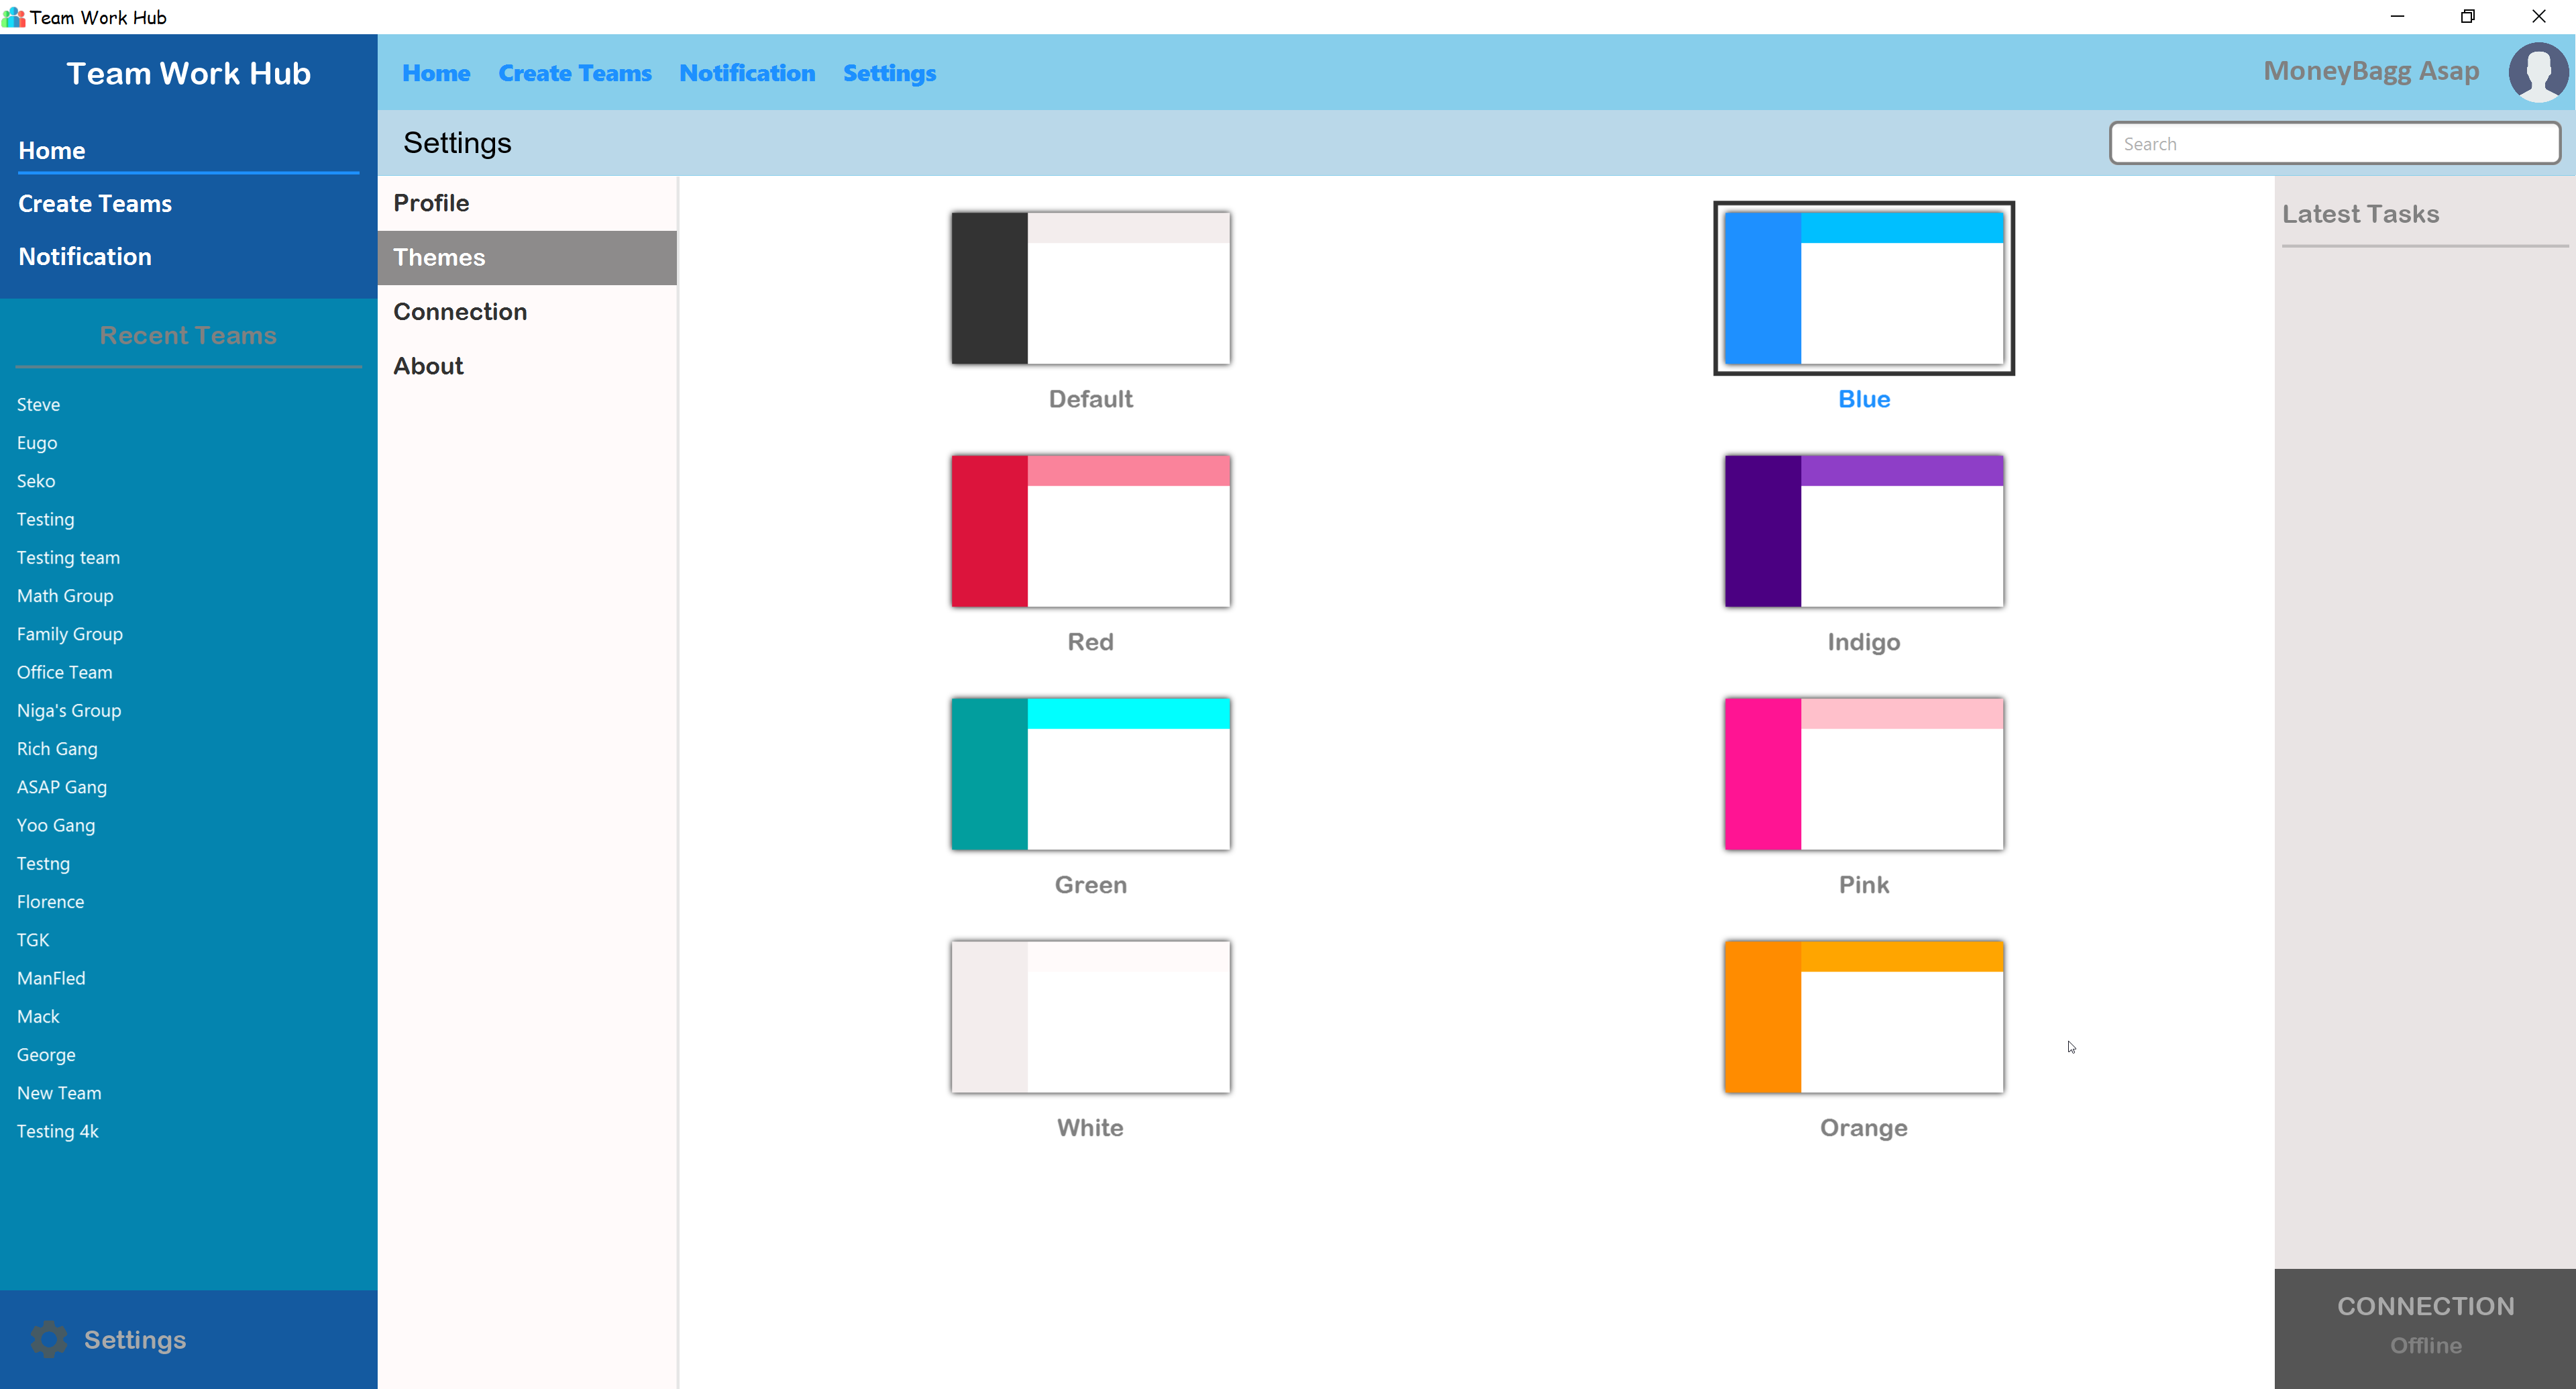 Team Work Hub
Team Work Hub
Home
Create Teams
Notification
Recent Teams
Steve
Eugo
Seko
Testing
Testing team
Math Group
Family Group
Office Team
Niga's Group
Rich Gang
ASAP Gang
Yoo Gang
Testng
Florence
TGK
ManFled
Mack
George
New Team
Testing 4k
Settings
Home Create Teams Notification Settings
MoneyBagg Asap
Settings
Search
Profile
Themes
Connection
About
Default
Blue
Red
Indigo
Green
Pink
White
Orange
Latest Tasks
CONNECTION
Offline